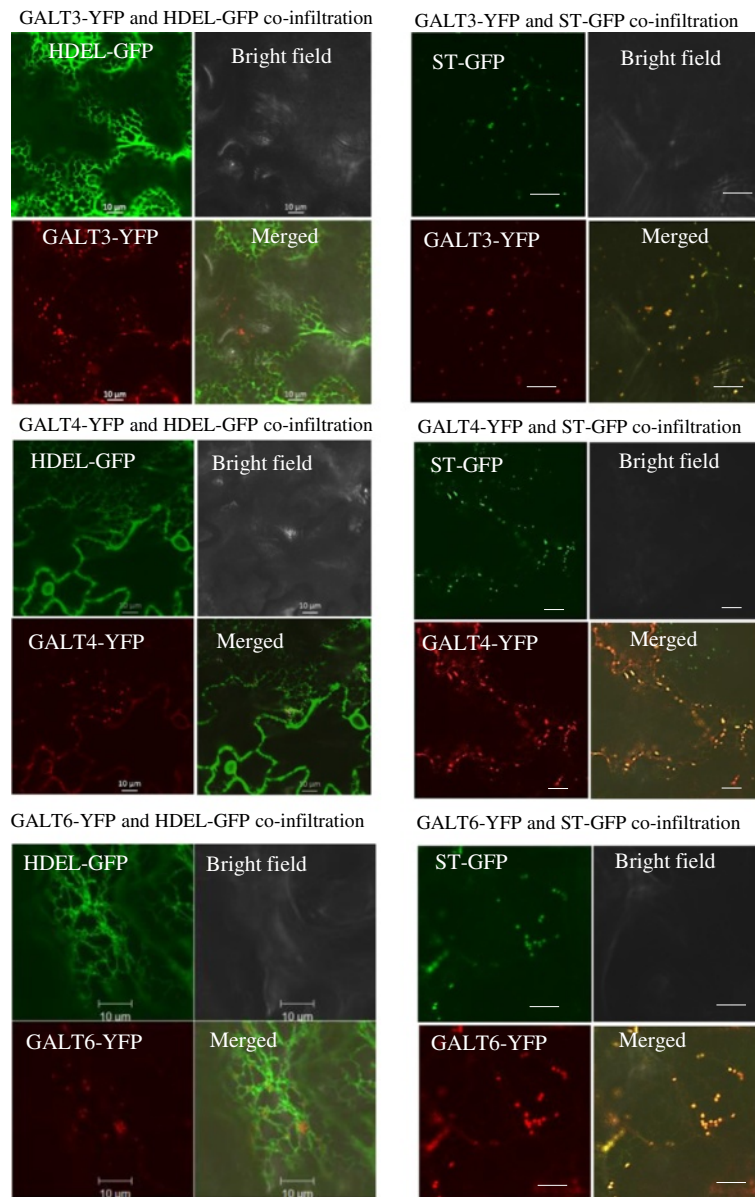 GALT3-YFP and HDEL-GFP co-infiltration
HDEL-GFP
Bright field
10 µm
10 µm
GALT3-YFP
Merged
10 µm
10 µm
GALT3-YFP and ST-GFP co-infiltration
ST-GFP
Bright field
GALT3-YFP
Merged
GALT4-YFP and HDEL-GFP co-infiltration
HDEL-GFP
Bright field
10 µm
10 µm
GALT4-YFP
Merged
10 µm
10 µm
GALT4-YFP and ST-GFP co-infiltration
ST-GFP
Bright field
GALT4-YFP
Merged
GALT6-YFP and HDEL-GFP co-infiltration
HDEL-GFP
Bright field
10 µm
10 µm
GALT6-YFP
Merged
10 µm
10 µm
GALT6-YFP and ST-GFP co-infiltration
ST-GFP
Bright field
GALT6-YFP
Merged